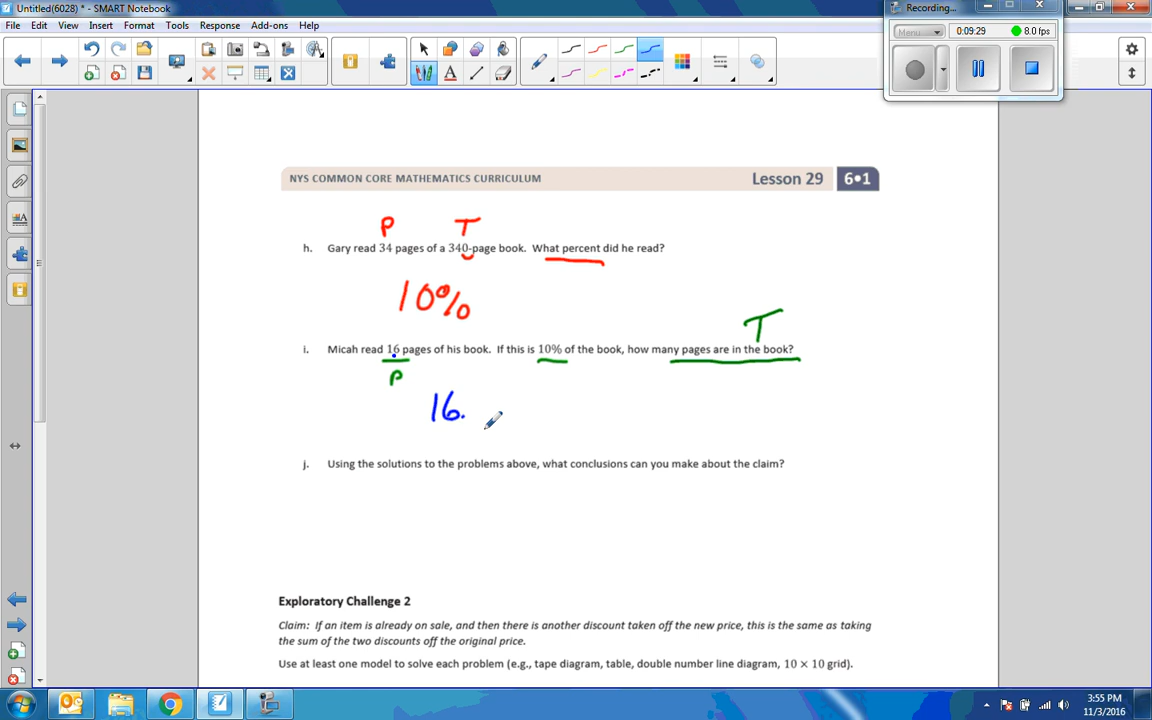 Untitled(6028) * - SMART Notebook
Recording...
File Edit View Insert Format Tools Response Add-ons Help
Menu 0:09:29 8.0 fps
NYS COMMON CORE MATHEMATICS CURRICULUM Lesson 29 6•1
P T
h. Gary read 34 pages of a 340-page book. What percent did he read?
10%
T
i. Micah read 16 pages of his book. If this is 10% of the book, how many pages are in the book?
P
16.
j. Using the solutions to the problems above, what conclusions can you make about the claim?
Exploratory Challenge 2
Claim: If an item is already on sale, and then there is another discount taken off the new price, this is the same as taking
the sum of the two discounts off the original price.
Use at least one model to solve each problem (e.g., tape diagram, table, double number line diagram, 10 × 10 grid).
3:55 PM
11/3/2016